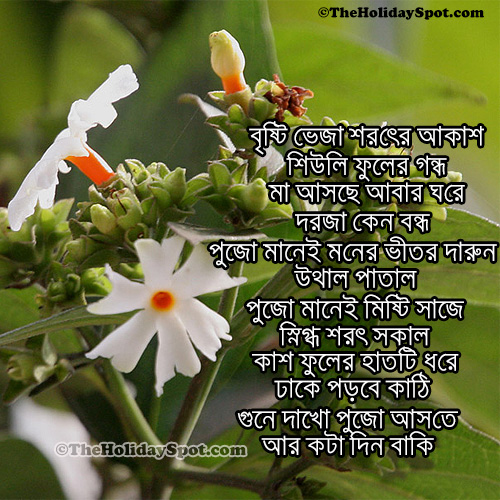 ©TheHolidaySpot.com
বৃষ্টি ভেজা শরৎের আকাশ
শিউলি ফুলের গন্ধ
মা আসছে আবার ঘরে
দরজা কেন বন্ধ
পুজো মানেই মনের ভীতর দারুন
উথাল পাতাল
পুজো মানেই মিষ্টি সাজে
স্নিগ্ধ শরৎ সকাল
কাশ ফুলের হাতটি ধরে
ঢাকে পড়বে কাঠি
গুনে দাখো পুজো আসতে
আর কটা দিন বাকি
©TheHolidaySpot.com